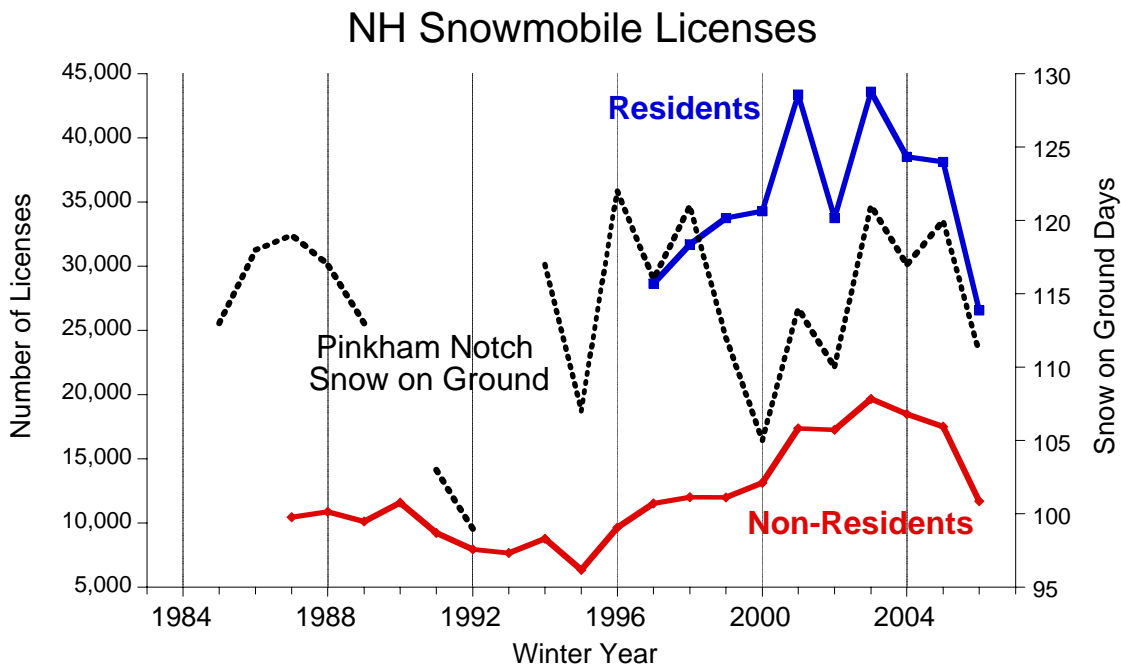 NH Snowmobile Licenses
45,000
40,000
35,000
30,000
25,000
20,000
15,000
10,000
5,000
Number of Licenses
130
125
120
115
110
105
100
95
Snow on Ground Days
Residents
Pinkham Notch
Snow on Ground
Non-Residents
1984
1988
1992
1996
2000
2004
Winter Year